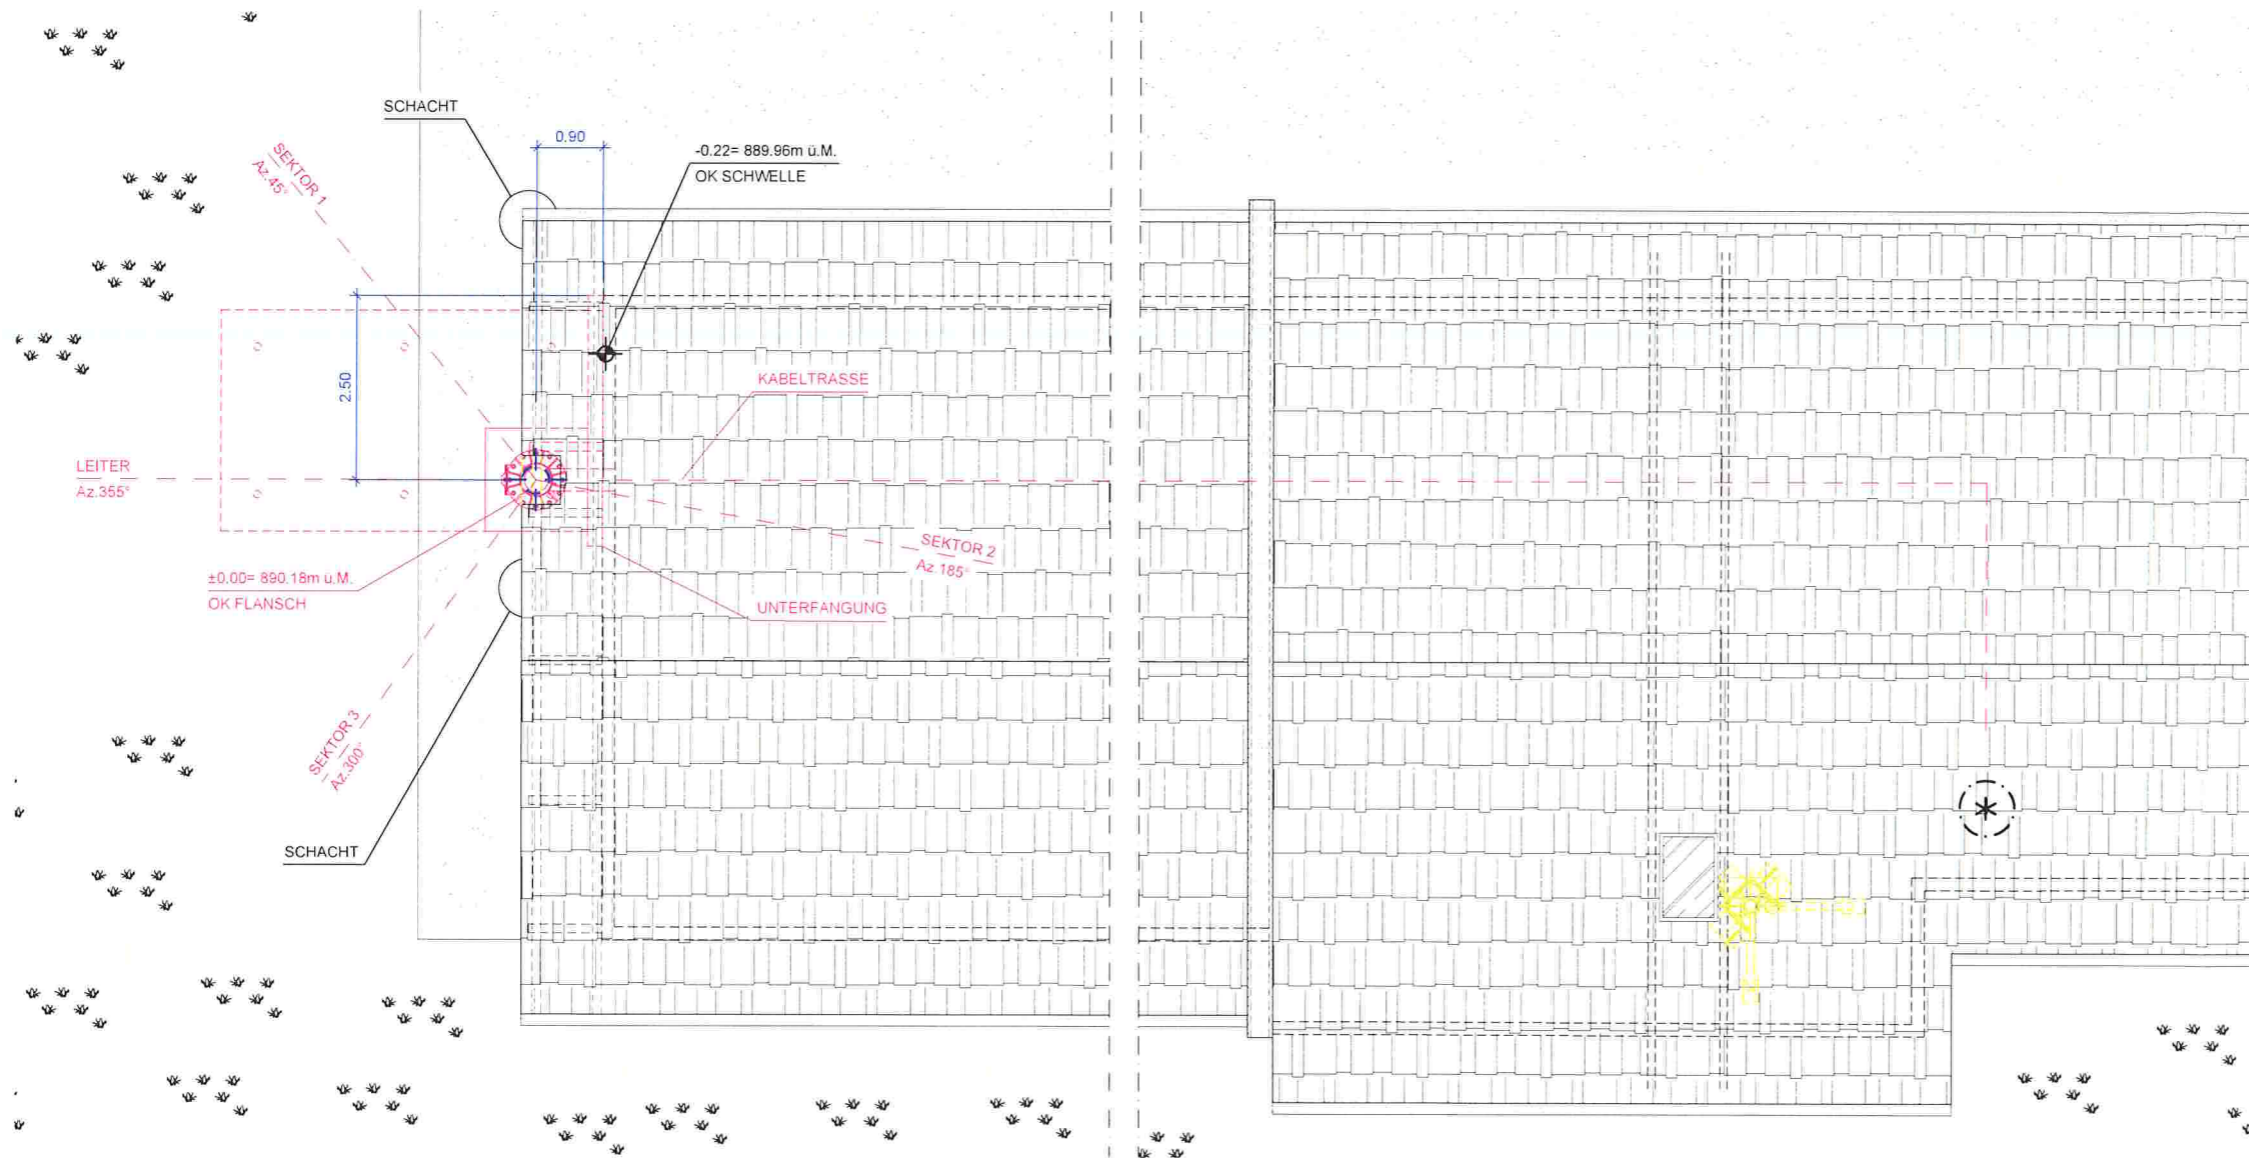 SCHACHT
0.90
-0.22= 889.96m ü.M.
OK SCHWELLE
SEKTOR 1
Az.45°
2.50
KABELTRASSE
LEITER
Az.355°
SEKTOR 2
Az.185°
±0.00= 890.18m ü.M.
OK FLANSCH
UNTERFANGUNG
SEKTOR 3
Az.300°
SCHACHT